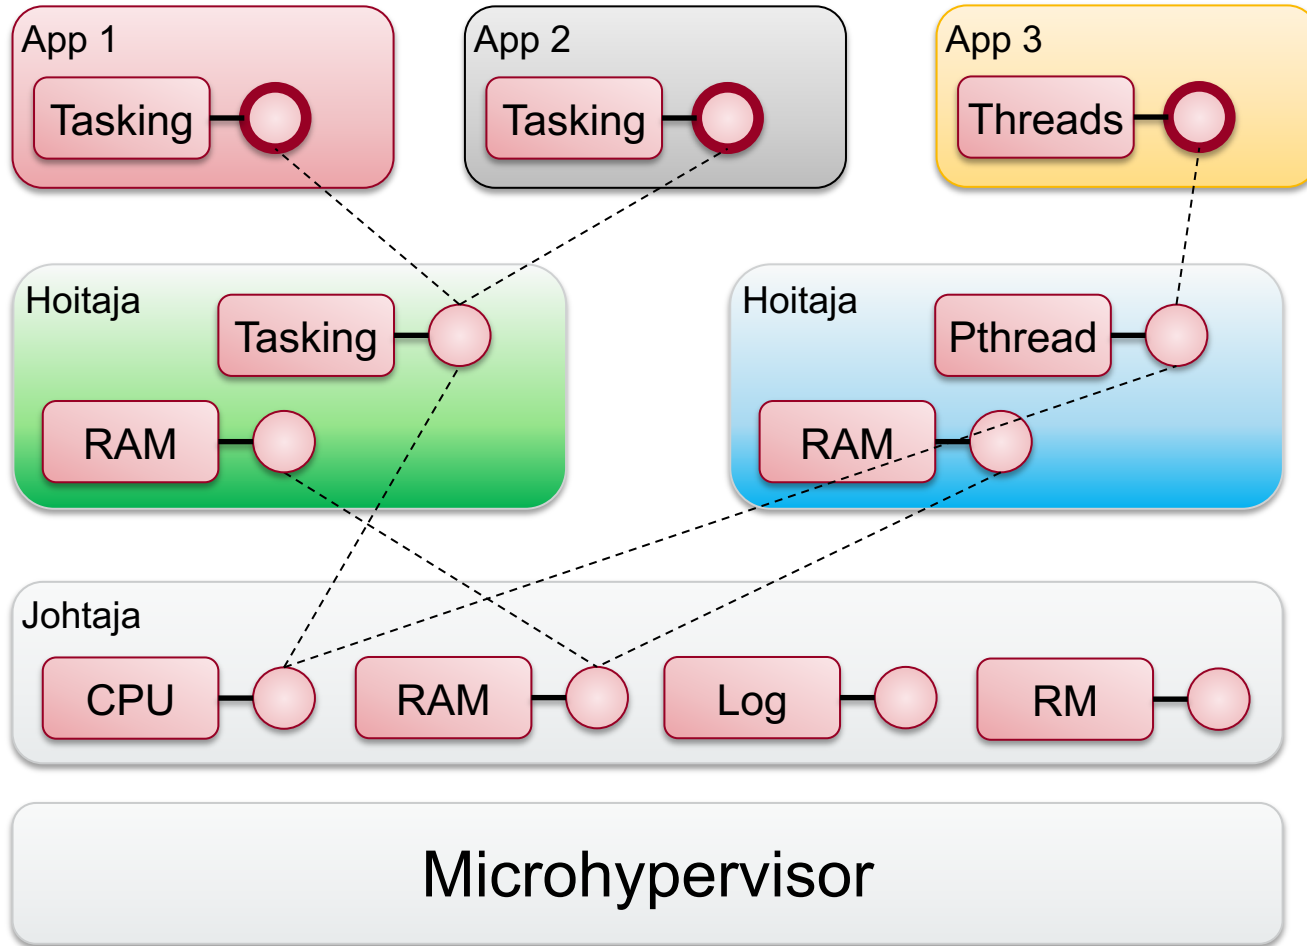 App 1
Tasking
App 2
Tasking
App 3
Threads
Hoitaja
Tasking
RAM
Hoitaja
Pthread
RAM
Johtaja
CPU
RAM
Log
RM
Microhypervisor